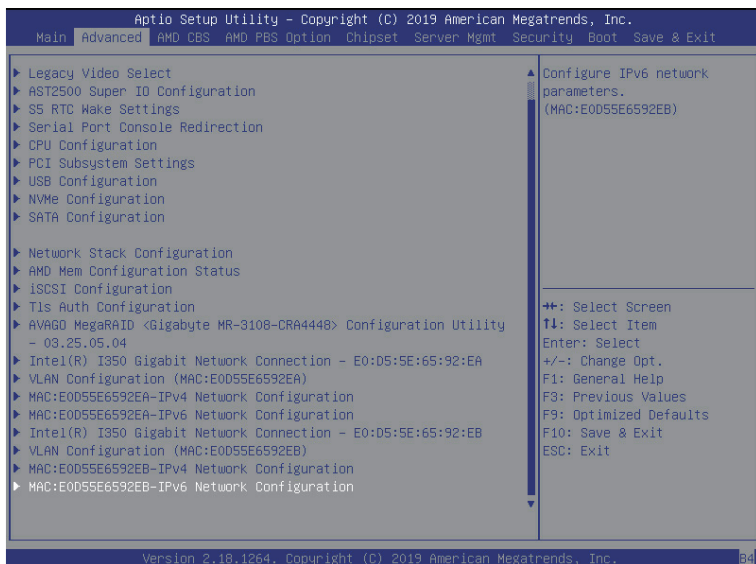 Aptio Setup Utility – Copyright (C) 2019 American Megatrends, Inc.
Main Advanced AMD CBS AMD PBS Option Chipset Server Mgmt Security Boot Save & Exit
Legacy Video Select
AST2500 Super IO Configuration
S5 RTC Wake Settings
Serial Port Console Redirection
CPU Configuration
PCI Subsystem Settings
USB Configuration
NVMe Configuration
SATA Configuration
Network Stack Configuration
AMD Mem Configuration Status
iSCSI Configuration
Tls Auth Configuration
AVAGO MegaRAID <Gigabyte MR-3108-CRA4448> Configuration Utility
– 03.25.05.04
Intel(R) I350 Gigabit Network Connection – E0:D5:5E:65:92:EA
VLAN Configuration (MAC:E0D55E6592EA)
MAC:E0D55E6592EA-IPv4 Network Configuration
MAC:E0D55E6592EA-IPv6 Network Configuration
Intel(R) I350 Gigabit Network Connection – E0:D5:5E:65:92:EB
VLAN Configuration (MAC:E0D55E6592EB)
MAC:E0D55E6592EB-IPv4 Network Configuration
MAC:E0D55E6592EB-IPv6 Network Configuration
Configure IPv6 network
parameters.
(MAC:E0D55E6592EB)
→←: Select Screen
↑↓: Select Item
Enter: Select
+/-: Change Opt.
F1: General Help
F3: Previous Values
F9: Optimized Defaults
F10: Save & Exit
ESC: Exit
Version 2.18.1264. Copyright (C) 2019 American Megatrends, Inc.
B4